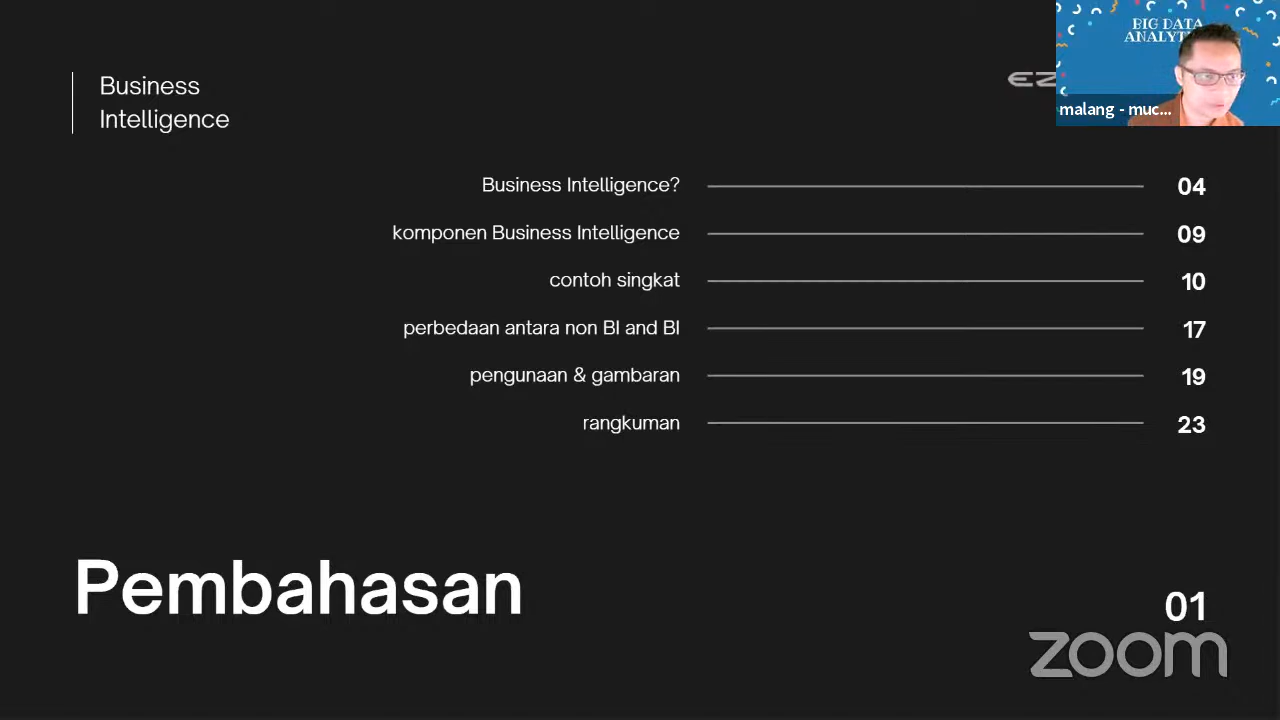 Business
Intelligence
EZ
BIG DATA
malang - muc...
Business Intelligence? 04
komponen Business Intelligence 09
contoh singkat 10
perbedaan antara non BI and BI 17
pengunaan & gambaran 19
rangkuman 23
Pembahasan
01
zoom